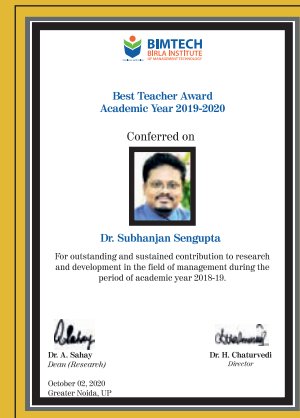 BIMTECH
BIRLA INSTITUTE
OF MANAGEMENT TECHNOLOGY
Best Teacher Award
Academic Year 2019-2020
Conferred on
Dr. Subhanjan Sengupta
For outstanding and sustained contribution to research
and development in the field of management during the
period of academic year 2018-19.
Dr. A. Sahay
Dean (Research)
Dr. H. Chaturvedi
Director
October 02, 2020
Greater Noida, UP